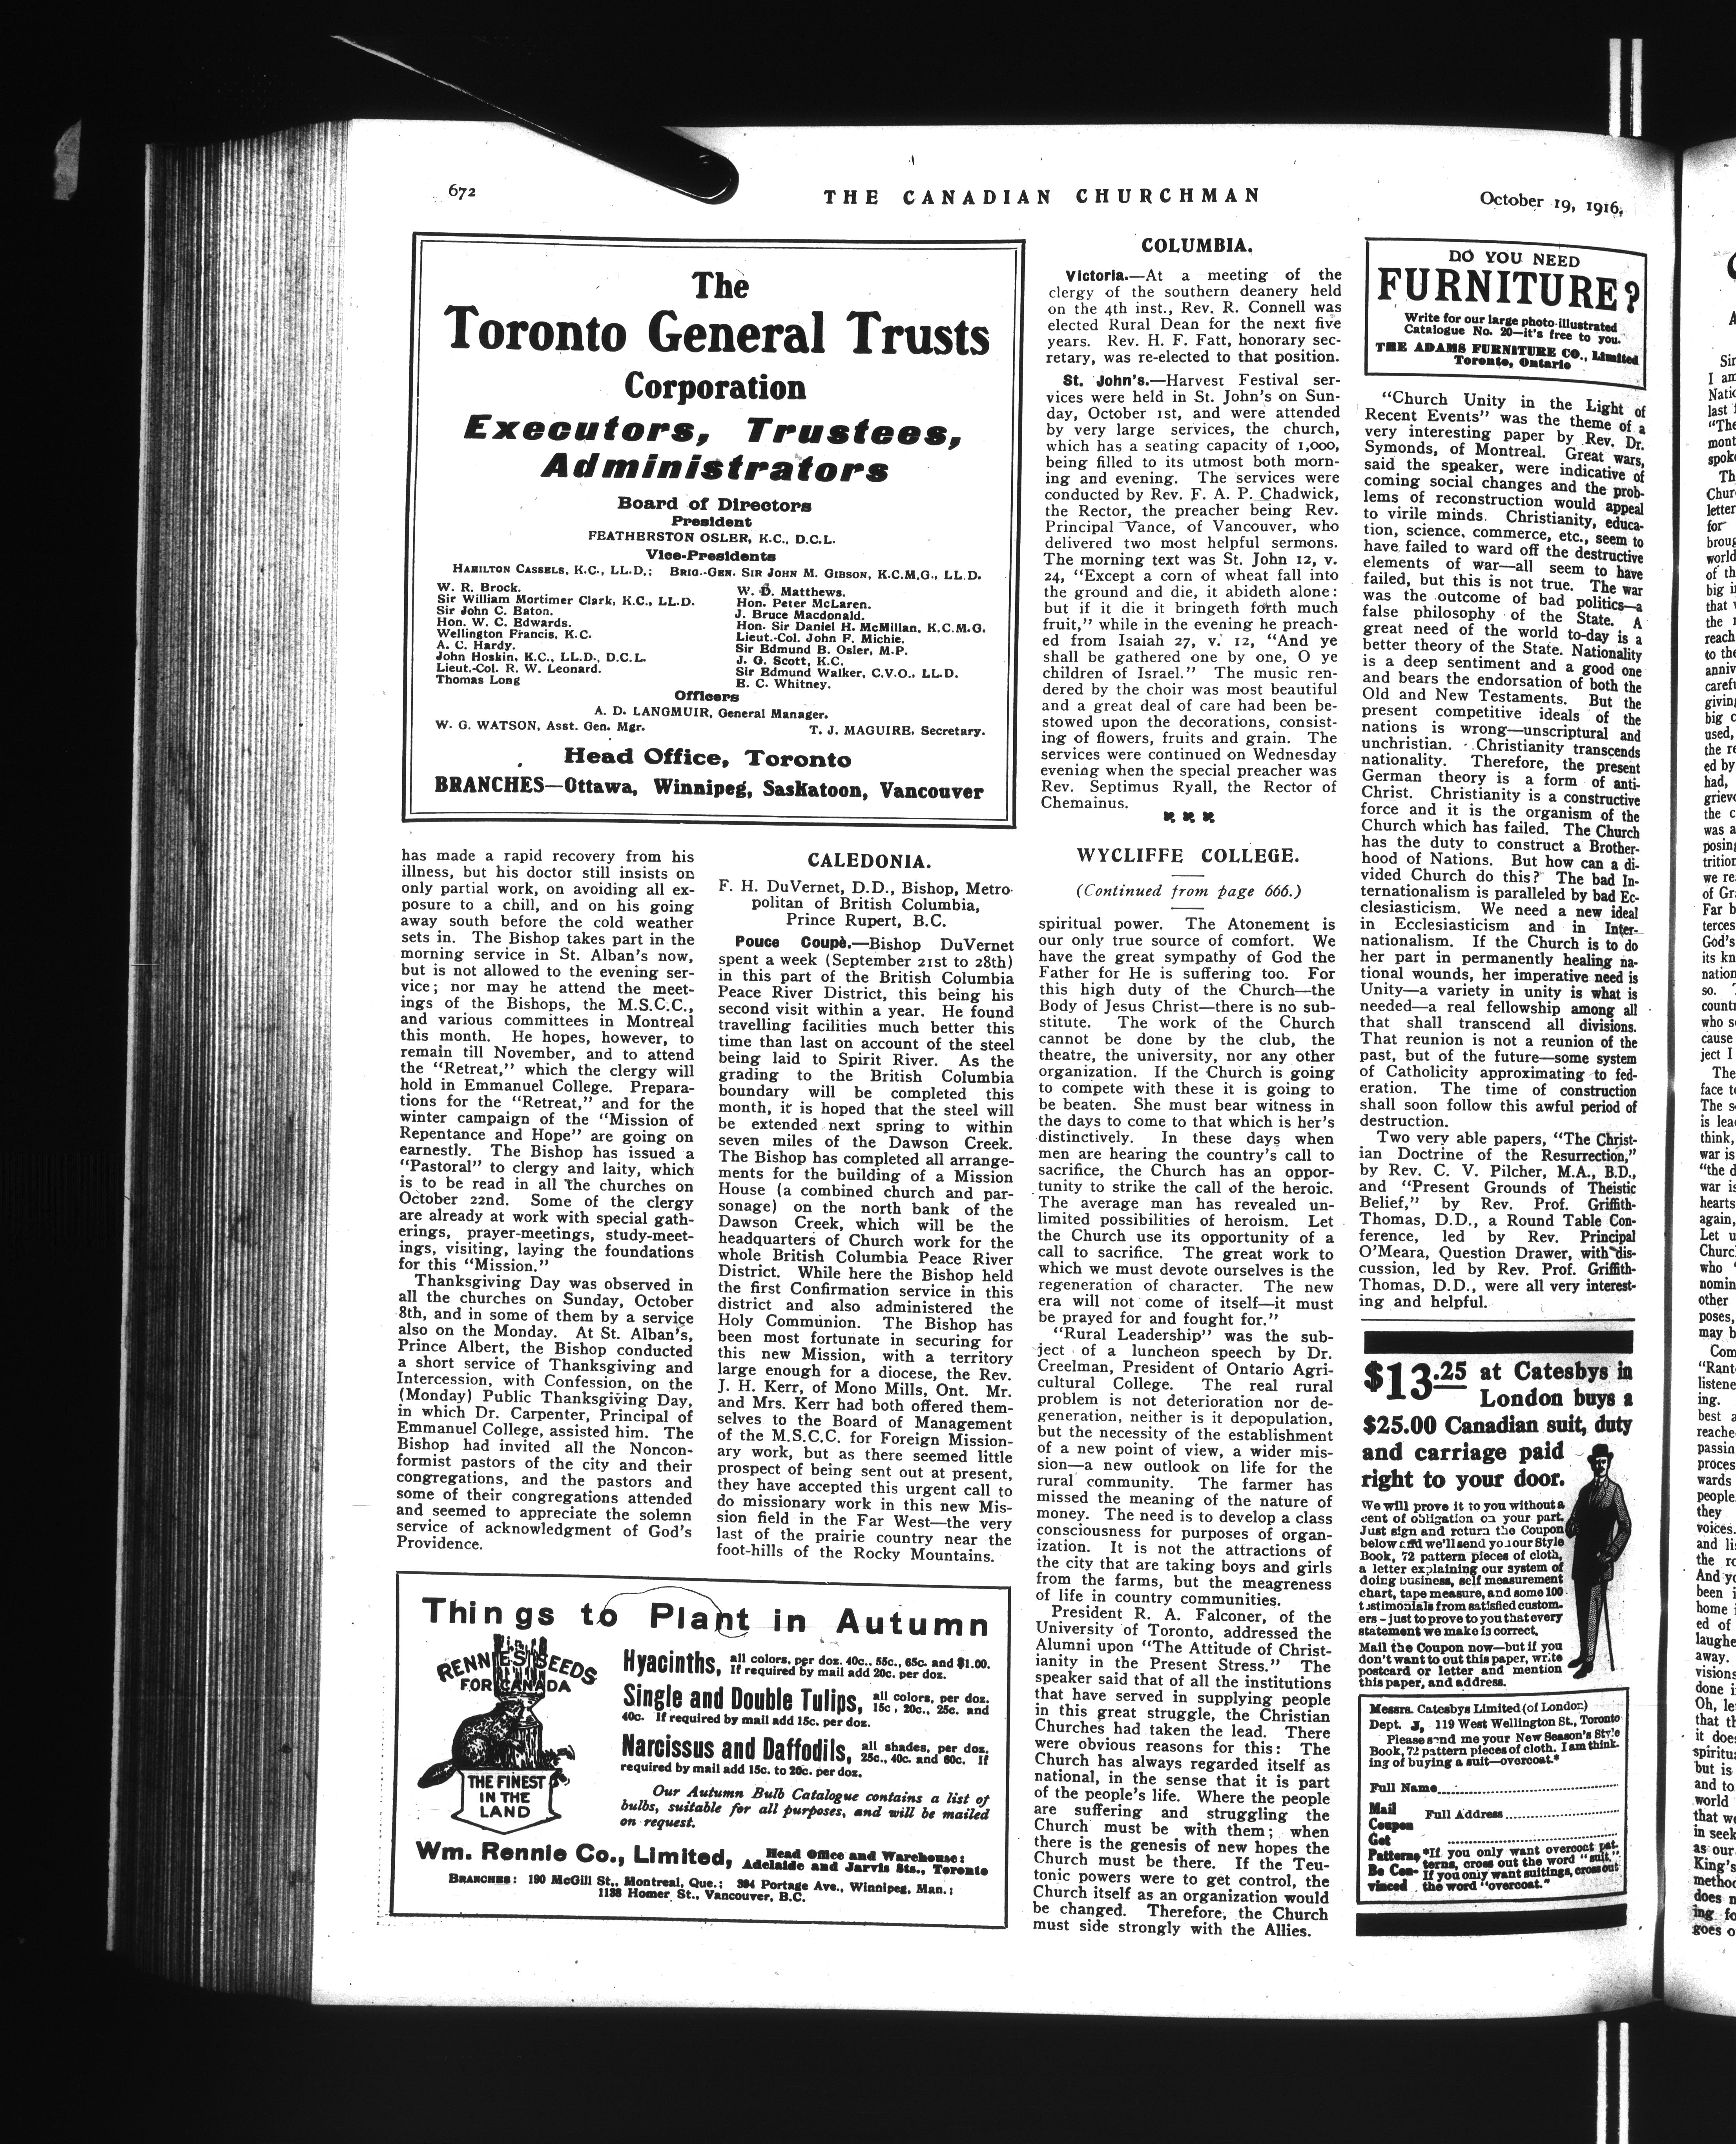 672
THE CANADIAN CHURCHMAN
October 19, 1916.
The
Toronto General Trusts
Corporation
Executors, Trustees,
Administrators
Board of Directors
President
FEATHERSTON OSLER, K.C., D.C.L.
Vice-Presidents
HAMILTON CASSELS, K.C., LL.D.; BRIG.-GEN. SIR JOHN M. GIBSON, K.C.M.G., LL.D.
W. R. Brock.
Sir William Mortimer Clark, K.C., LL.D.
Sir John C. Eaton.
Hon. W. C. Edwards.
Wellington Francis, K.C.
A. C. Hardy.
John Hoskin, K.C., LL.D., D.C.L.
Lieut.-Col. R. W. Leonard.
Thomas Long
W. D. Matthews.
Hon. Peter McLaren.
J. Bruce Macdonald.
Hon. Sir Daniel H. McMillan, K.C.M.G.
Lieut.-Col. John F. Michie.
Sir Edmund B. Osler, M.P.
J. G. Scott, K.C.
Sir Edmund Walker, C.V.O., LL.D.
E. C. Whitney.
Officers
A. D. LANGMUIR, General Manager.
W. G. WATSON, Asst. Gen. Mgr. T. J. MAGUIRE, Secretary.
Head Office, Toronto
BRANCHES—Ottawa, Winnipeg, Saskatoon, Vancouver
has made a rapid recovery from his
illness, but his doctor still insists on
only partial work, on avoiding all ex-
posure to a chill, and on his going
away south before the cold weather
sets in. The Bishop takes part in the
morning service in St. Alban's now,
but is not allowed to the evening ser-
vice; nor may he attend the meet-
ings of the Bishops, the M.S.C.C.,
and various committees in Montreal
this month. He hopes, however, to
remain till November, and to attend
the "Retreat," which the clergy will
hold in Emmanuel College. Prepara-
tions for the "Retreat," and for the
winter campaign of the "Mission of
Repentance and Hope" are going on
earnestly. The Bishop has issued a
"Pastoral" to clergy and laity, which
is to be read in all the churches on
October 22nd. Some of the clergy
are already at work with special gath-
erings, prayer-meetings, study-meet-
ings, visiting, laying the foundations
for this "Mission."
Thanksgiving Day was observed in
all the churches on Sunday, October
8th, and in some of them by a service
also on the Monday. At St. Alban's,
Prince Albert, the Bishop conducted
a short service of Thanksgiving and
Intercession, with Confession, on the
(Monday) Public Thanksgiving Day,
in which Dr. Carpenter, Principal of
Emmanuel College, assisted him. The
Bishop had invited all the Noncon-
formist pastors of the city and their
congregations, and the pastors and
some of their congregations attended
and seemed to appreciate the solemn
service of acknowledgment of God's
Providence.
CALEDONIA.
F. H. DuVernet, D.D., Bishop, Metro-
politan of British Columbia,
Prince Rupert, B.C.
Pouce Coupè.—Bishop DuVernet
spent a week (September 21st to 28th)
in this part of the British Columbia
Peace River District, this being his
second visit within a year. He found
travelling facilities much better this
time than last on account of the steel
being laid to Spirit River. As the
grading to the British Columbia
boundary will be completed this
month, it is hoped that the steel will
be extended next spring to within
seven miles of the Dawson Creek.
The Bishop has completed all arrange-
ments for the building of a Mission
House (a combined church and par-
sonage) on the north bank of the
Dawson Creek, which will be the
headquarters of Church work for the
whole British Columbia Peace River
District. While here the Bishop held
the first Confirmation service in this
district and also administered the
Holy Communion. The Bishop has
been most fortunate in securing for
this new Mission, with a territory
large enough for a diocese, the Rev.
J. H. Kerr, of Mono Mills, Ont. Mr.
and Mrs. Kerr had both offered them-
selves to the Board of Management
of the M.S.C.C. for Foreign Mission-
ary work, but as there seemed little
prospect of being sent out at present,
they have accepted this urgent call to
do missionary work in this new Mis-
sion field in the Far West—the very
last of the prairie country near the
foot-hills of the Rocky Mountains.
Things to Plant in Autumn
RENNIE'S SEEDS
FOR CANADA
THE FINEST
IN THE
LAND
Hyacinths, all colors, per doz. 40c., 55c., 65c. and $1.00.
If required by mail add 20c. per doz.
Single and Double Tulips, all colors, per doz.
15c, 20c., 25c. and
40c. If required by mail add 15c. per doz.
Narcissus and Daffodils, all shades, per doz.
25c., 40c. and 60c. If
required by mail add 15c. to 20c. per doz.
Our Autumn Bulb Catalogue contains a list of
bulbs, suitable for all purposes, and will be mailed
on request.
Wm. Rennie Co., Limited, Head Office and Warehouse:
Adelaide and Jarvis Sts., Toronto
BRANCHES: 190 McGill St., Montreal, Que.; 394 Portage Ave., Winnipeg, Man.;
1138 Homer St., Vancouver, B.C.
COLUMBIA.
Victoria.—At a meeting of the
clergy of the southern deanery held
on the 4th inst., Rev. R. Connell was
elected Rural Dean for the next five
years. Rev. H. F. Fatt, honorary sec-
retary, was re-elected to that position.
St. John's.—Harvest Festival ser-
vices were held in St. John's on Sun-
day, October 1st, and were attended
by very large services, the church,
which has a seating capacity of 1,000,
being filled to its utmost both morn-
ing and evening. The services were
conducted by Rev. F. A. P. Chadwick,
the Rector, the preacher being Rev.
Principal Vance, of Vancouver, who
delivered two most helpful sermons.
The morning text was St. John 12, v.
24, "Except a corn of wheat fall into
the ground and die, it abideth alone:
but if it die it bringeth forth much
fruit," while in the evening he preach-
ed from Isaiah 27, v. 12, "And ye
shall be gathered one by one, O ye
children of Israel." The music ren-
dered by the choir was most beautiful
and a great deal of care had been be-
stowed upon the decorations, consist-
ing of flowers, fruits and grain. The
services were continued on Wednesday
evening when the special preacher was
Rev. Septimus Ryall, the Rector of
Chemainus.
WYCLIFFE COLLEGE.
(Continued from page 666.)
spiritual power. The Atonement is
our only true source of comfort. We
have the great sympathy of God the
Father for He is suffering too. For
this high duty of the Church—the
Body of Jesus Christ—there is no sub-
stitute. The work of the Church
cannot be done by the club, the
theatre, the university, nor any other
organization. If the Church is going
to compete with these it is going to
be beaten. She must bear witness in
the days to come to that which is her's
distinctively. In these days when
men are hearing the country's call to
sacrifice, the Church has an oppor-
tunity to strike the call of the heroic.
The average man has revealed un-
limited possibilities of heroism. Let
the Church use its opportunity of a
call to sacrifice. The great work to
which we must devote ourselves is the
regeneration of character. The new
era will not come of itself—it must
be prayed for and fought for."
"Rural Leadership" was the sub-
ject of a luncheon speech by Dr.
Creelman, President of Ontario Agri-
cultural College. The real rural
problem is not deterioration nor de-
generation, neither is it depopulation,
but the necessity of the establishment
of a new point of view, a wider mis-
sion—a new outlook on life for the
rural community. The farmer has
missed the meaning of the nature of
money. The need is to develop a class
consciousness for purposes of organ-
ization. It is not the attractions of
the city that are taking boys and girls
from the farms, but the meagreness
of life in country communities.
President R. A. Falconer, of the
University of Toronto, addressed the
Alumni upon "The Attitude of Christ-
ianity in the Present Stress." The
speaker said that of all the institutions
that have served in supplying people
in this great struggle, the Christian
Churches had taken the lead. There
were obvious reasons for this: The
Church has always regarded itself as
national, in the sense that it is part
of the people's life. Where the people
are suffering and struggling the
Church must be with them; when
there is the genesis of new hopes the
Church must be there. If the Teu-
tonic powers were to get control, the
Church itself as an organization would
be changed. Therefore, the Church
must side strongly with the Allies.
DO YOU NEED
FURNITURE?
Write for our large photo-illustrated
Catalogue No. 20—it's free to you.
THE ADAMS FURNITURE CO., Limited
Toronto, Ontario
"Church Unity in the Light of
Recent Events" was the theme of a
very interesting paper by Rev. Dr.
Symonds, of Montreal. Great wars,
said the speaker, were indicative of
coming social changes and the prob-
lems of reconstruction would appeal
to virile minds. Christianity, educa-
tion, science, commerce, etc., seem to
have failed to ward off the destructive
elements of war—all seem to have
failed, but this is not true. The war
was the outcome of bad politics—a
false philosophy of the State. A
great need of the world to-day is a
better theory of the State. Nationality
is a deep sentiment and a good one
and bears the endorsation of both the
Old and New Testaments. But the
present competitive ideals of the
nations is wrong—unscriptural and
unchristian. Christianity transcends
nationality. Therefore, the present
German theory is a form of anti-
Christ. Christianity is a constructive
force and it is the organism of the
Church which has failed. The Church
has the duty to construct a Brother-
hood of Nations. But how can a di-
vided Church do this? The bad In-
ternationalism is paralleled by bad Ec-
clesiasticism. We need a new ideal
in Ecclesiasticism and in Inter-
nationalism. If the Church is to do
her part in permanently healing na-
tional wounds, her imperative need is
Unity—a variety in unity is what is
needed—a real fellowship among all
that shall transcend all divisions.
That reunion is not a reunion of the
past, but of the future—some system
of Catholicity approximating to fed-
eration. The time of construction
shall soon follow this awful period of
destruction.
Two very able papers, "The Christ-
ian Doctrine of the Resurrection,"
by Rev. C. V. Pilcher, M.A., B.D.,
and "Present Grounds of Theistic
Belief," by Rev. Prof. Griffith-
Thomas, D.D., a Round Table Con-
ference, led by Rev. Principal
O'Meara, Question Drawer, with dis-
cussion, led by Rev. Prof. Griffith-
Thomas, D.D., were all very interest-
ing and helpful.
$13.25 at Catesbys in
London buys a
$25.00 Canadian suit, duty
and carriage paid
right to your door.
We will prove it to you without a
cent of obligation on your part.
Just sign and return the Coupon
below and we'll send you our Style
Book, 72 pattern pieces of cloth,
a letter explaining our system of
doing business, self measurement
chart, tape measure, and some 100
testimonials from satisfied custom-
ers - just to prove to you that every
statement we make is correct.
Mail the Coupon now—but if you
don't want to cut this paper, write
postcard or letter and mention
this paper, and address.
Messrs. Catesbys Limited (of London)
Dept. J, 119 West Wellington St., Toronto
Please send me your New Season's Style
Book, 72 pattern pieces of cloth. I am think-
ing of buying a suit—overcoat.*
Full Name
Full Address
Mail
Coupon
Get
Patterns
Be Con-
vinced
*If you only want overcoat pat-
terns, cross out the word "suit."
If you only want suitings, cross out
the word "overcoat."